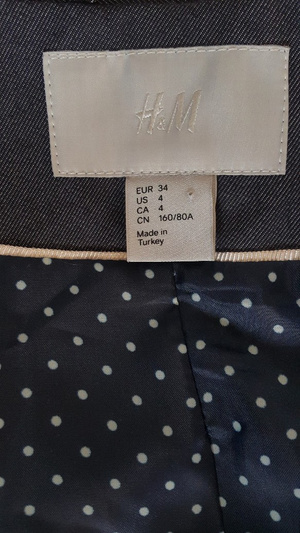 H&M
EUR 34
US 4
CA 4
CN 160/80A
Made in
Turkey